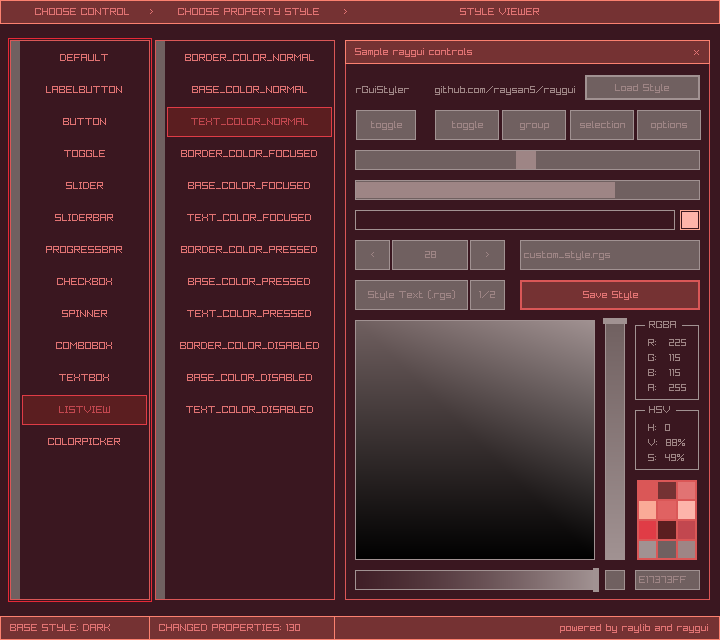 CHOOSE CONTROL > CHOOSE PROPERTY STYLE > STYLE VIEWER
DEFAULT
LABELBUTTON
BUTTON
TOGGLE
SLIDER
SLIDERBAR
PROGRESSBAR
CHECKBOX
SPINNER
COMBOBOX
TEXTBOX
LISTVIEW
COLORPICKER
BORDER_COLOR_NORMAL
BASE_COLOR_NORMAL
TEXT_COLOR_NORMAL
BORDER_COLOR_FOCUSED
BASE_COLOR_FOCUSED
TEXT_COLOR_FOCUSED
BORDER_COLOR_PRESSED
BASE_COLOR_PRESSED
TEXT_COLOR_PRESSED
BORDER_COLOR_DISABLED
BASE_COLOR_DISABLED
TEXT_COLOR_DISABLED
Sample raygui controls ×
rGuiStyler github.com/raysan5/raygui Load Style
toggle toggle group selection options
< 28 > custom_style.rgs
Style Text (.rgs) 1/2 Save Style
RGBA
R: 225
G: 115
B: 115
A: 255
HSV
H: 0
V: 88%
S: 49%
E17373FF
BASE STYLE: DARK CHANGED PROPERTIES: 130 powered by raylib and raygui